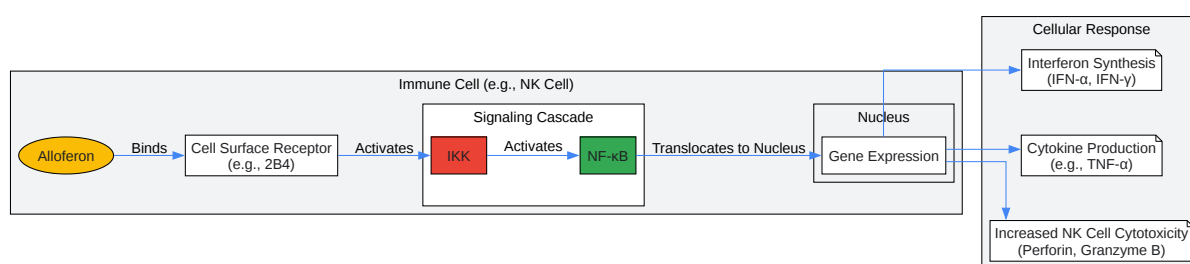 Cellular Response
Interferon Synthesis
(IFN-α, IFN-γ)
Immune Cell (e.g., NK Cell)
Signaling Cascade
Nucleus
Alloferon
Binds
Cell Surface Receptor
(e.g., 2B4)
Activates
IKK
Activates
NF-κB
Translocates to Nucleus
Gene Expression
Cytokine Production
(e.g., TNF-α)
Increased NK Cell Cytotoxicity
(Perforin, Granzyme B)